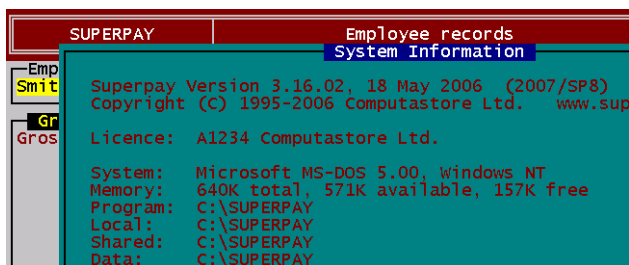 SUPERPAY Employee records
System Information
Emp
Smit
Superpay Version 3.16.02, 18 May 2006 (2007/SP8)
Copyright (C) 1995-2006 Computastore Ltd. www.sup
Gr
Gros
Licence: A1234 Computastore Ltd.
System: Microsoft MS-DOS 5.00, Windows NT
Memory: 640K total, 571K available, 157K free
Program: C:\SUPERPAY
Local: C:\SUPERPAY
Shared: C:\SUPERPAY
Data: C:\SUPERPAY